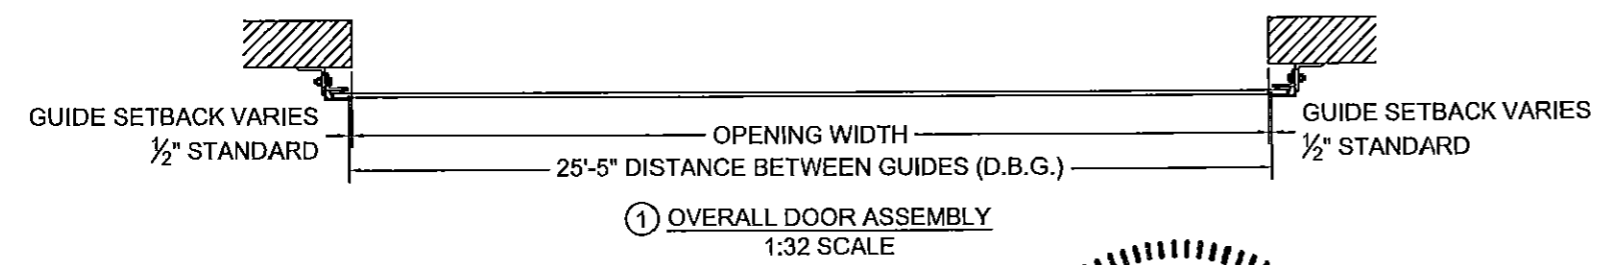 GUIDE SETBACK VARIES
½" STANDARD
OPENING WIDTH
25'-5" DISTANCE BETWEEN GUIDES (D.B.G.)
GUIDE SETBACK VARIES
½" STANDARD
1 OVERALL DOOR ASSEMBLY
1:32 SCALE